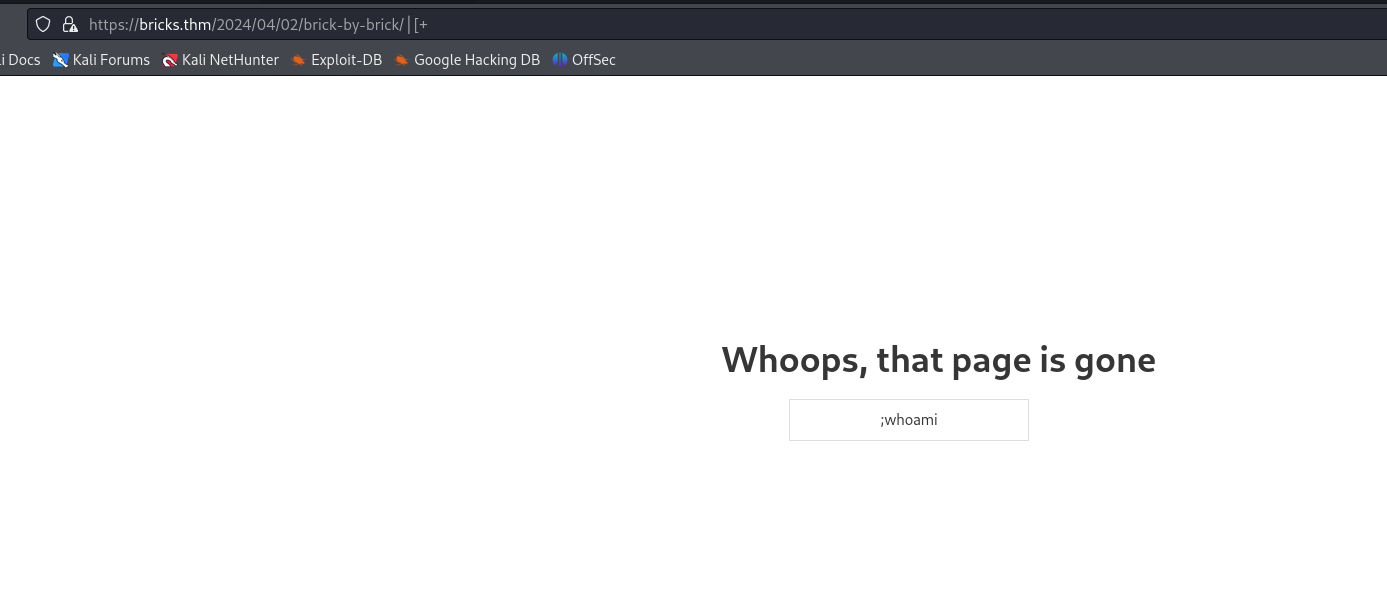 https://bricks.thm/2024/04/02/brick-by-brick/|[+
i Docs Kali Forums Kali NetHunter Exploit-DB Google Hacking DB OffSec
Whoops, that page is gone
;whoami